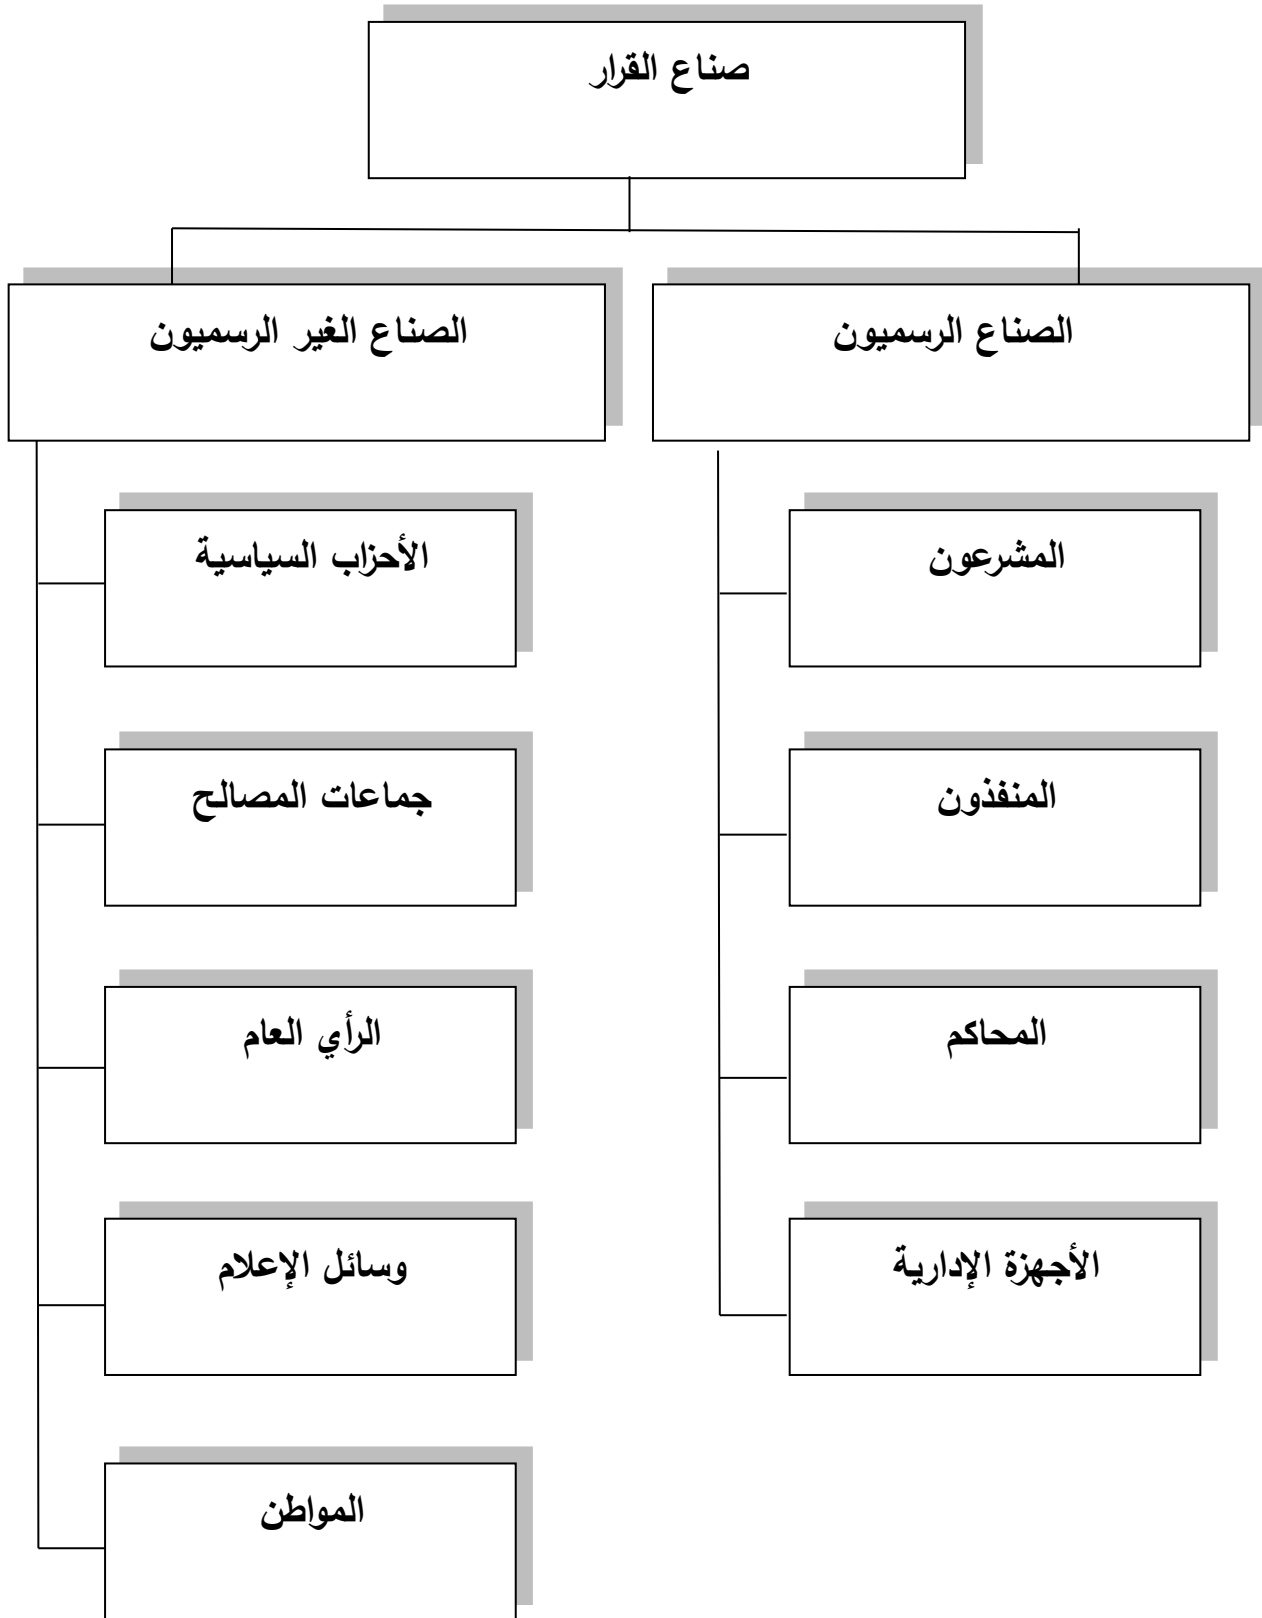 صناع القرار
الصناع الرسميون
الصناع الغير الرسميون
المشرعون
الأحزاب السياسية
المنفذون
جماعات المصالح
المحاكم
الرأي العام
الأجهزة الإدارية
وسائل الإعلام
المواطن